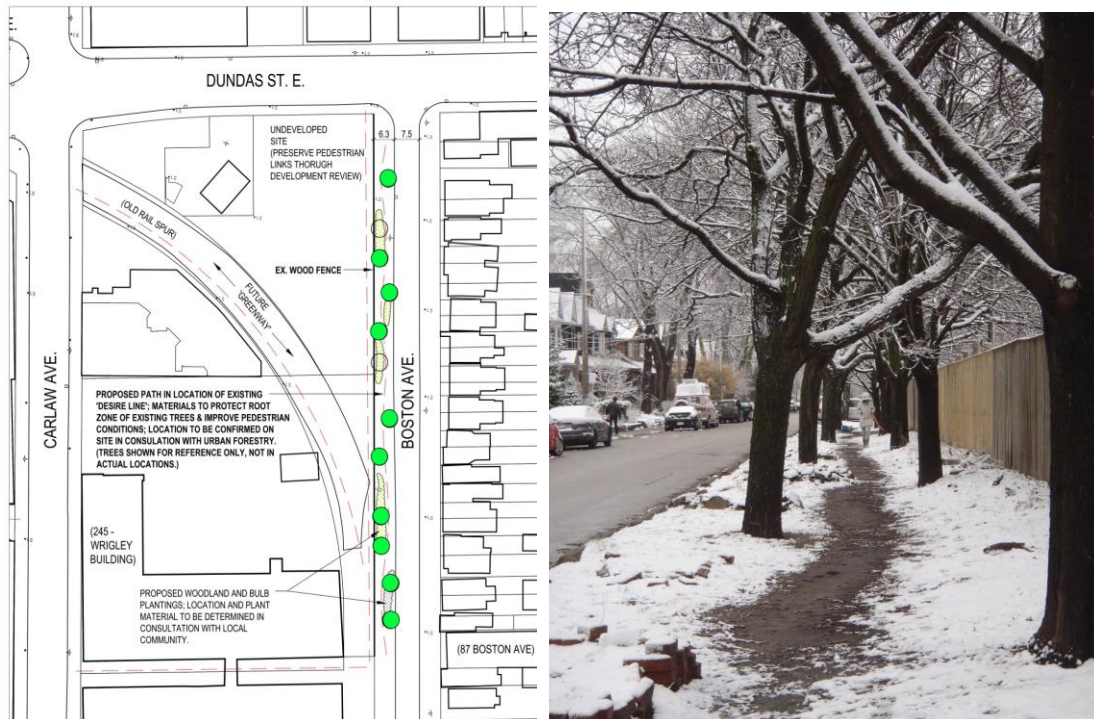 DUNDAS ST. E.
UNDEVELOPED
SITE
(PRESERVE PEDESTRIAN
LINKS THORUGH
DEVELOPMENT REVIEW)
6.3
7.5
(OLD RAIL SPUR)
EX. WOOD FENCE
FUTURE
'GREENWAY'
CARLAW AVE.
BOSTON AVE.
PROPOSED PATH IN LOCATION OF EXISTING
'DESIRE LINE'; MATERIALS TO PROTECT ROOT
ZONE OF EXISTING TREES & IMPROVE PEDESTRIAN
CONDITIONS; LOCATION TO BE CONFIRMED ON
SITE IN CONSULATION WITH URBAN FORESTRY.
(TREES SHOWN FOR REFERENCE ONLY, NOT IN
ACTUAL LOCATIONS.)
(245 -
WRIGLEY
BUILDING)
PROPOSED WOODLAND AND BULB
PLANTINGS; LOCATION AND PLANT
MATERIAL TO BE DETERMINED IN
CONSULTATION WITH LOCAL
COMMUNITY.
(87 BOSTON AVE)